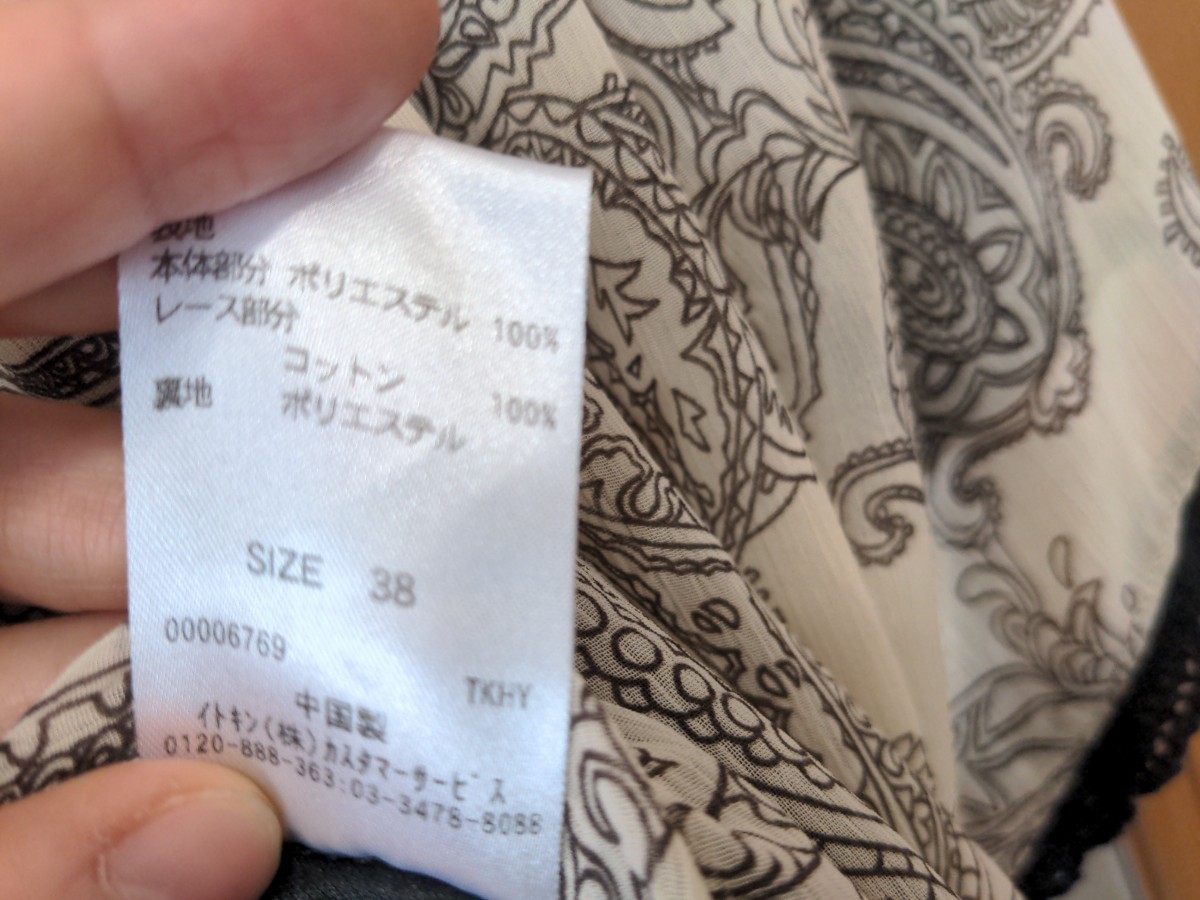 表地
本体部分 ポリエステル 100%
レース部分
コットン 100%
裏地 ポリエステル
SIZE 38
00006769
TKHY
中国製
イトキン(株)カスタマーサービス
0120-888-363:03-3478-8088